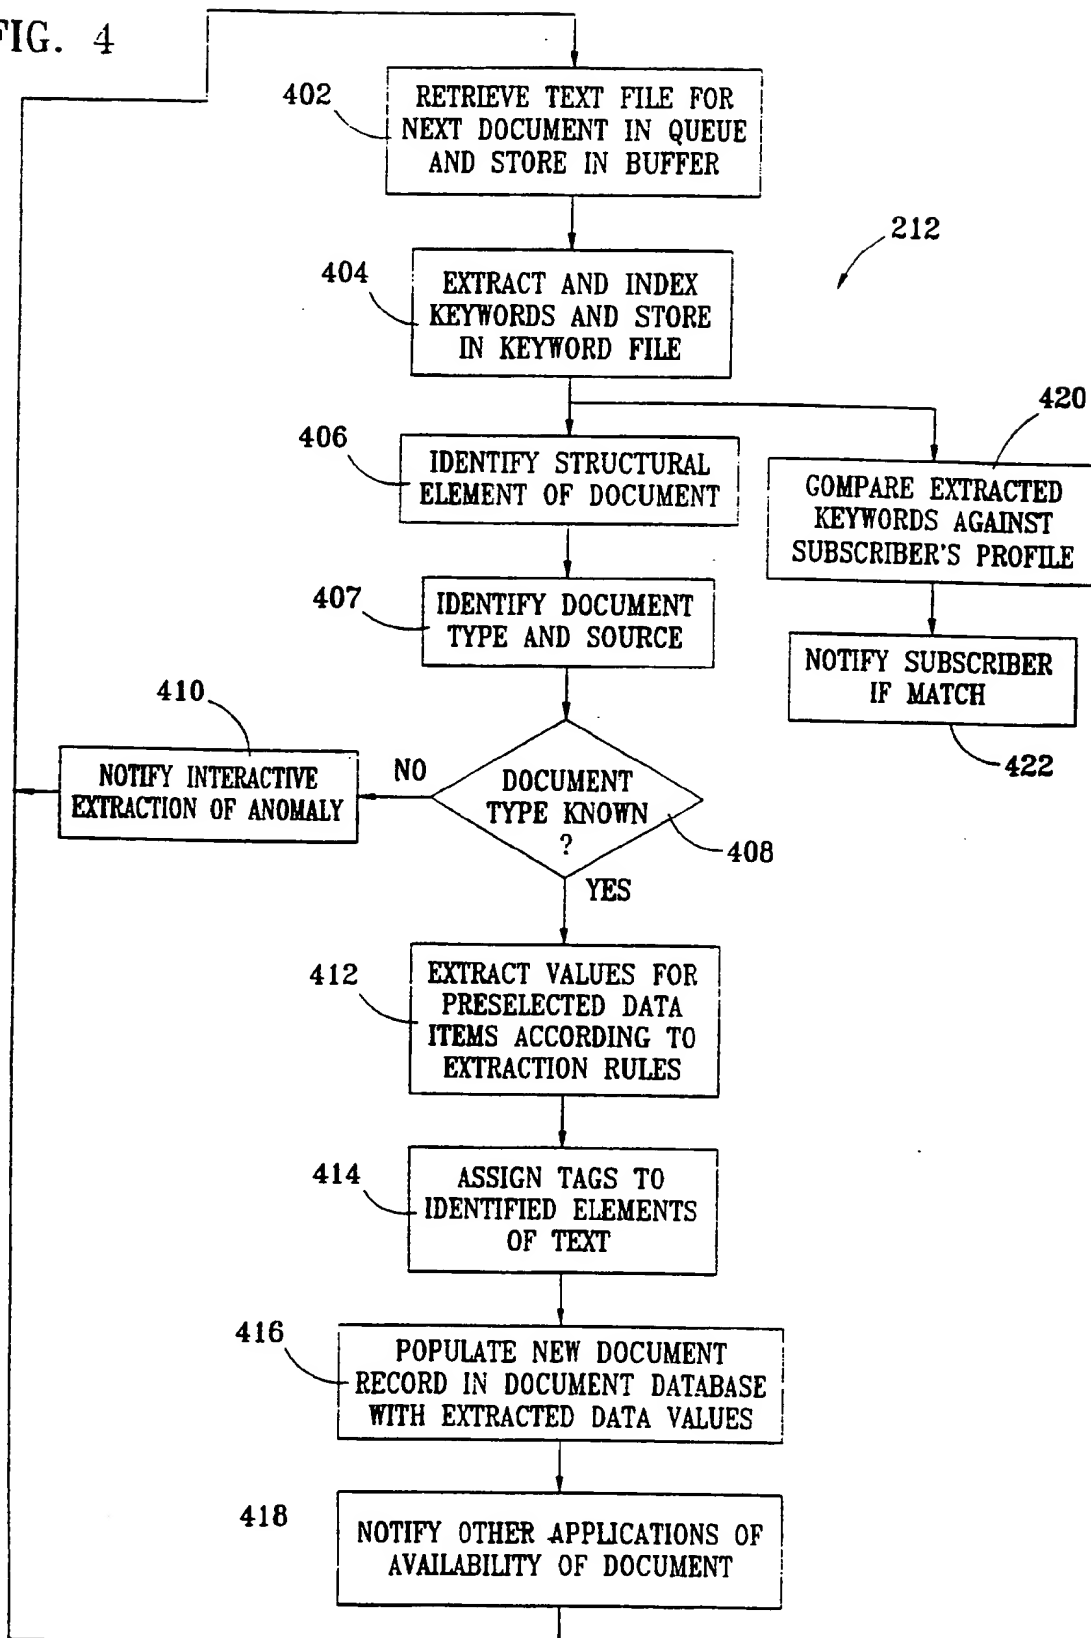 FIG. 4
402
RETRIEVE TEXT FILE FOR
NEXT DOCUMENT IN QUEUE
AND STORE IN BUFFER
212
404
EXTRACT AND INDEX
KEYWORDS AND STORE
IN KEYWORD FILE
420
406
IDENTIFY STRUCTURAL
ELEMENT OF DOCUMENT
GOMPARE EXTRACTED
KEYWORDS AGAINST
SUBSCRIBER'S PROFILE
407
IDENTIFY DOCUMENT
TYPE AND SOURCE
NOTIFY SUBSCRIBER
IF MATCH
422
410
NOTIFY INTERACTIVE
EXTRACTION OF ANOMALY
NO
DOCUMENT
TYPE KNOWN
?
408
YES
412
EXTRACT VALUES FOR
PRESELECTED DATA
ITEMS ACCORDING TO
EXTRACTION RULES
414
ASSIGN TAGS TO
IDENTIFIED ELEMENTS
OF TEXT
416
POPULATE NEW DOCUMENT
RECORD IN DOCUMENT DATABASE
WITH EXTRACTED DATA VALUES
418
NOTIFY OTHER APPLICATIONS OF
AVAILABILITY OF DOCUMENT